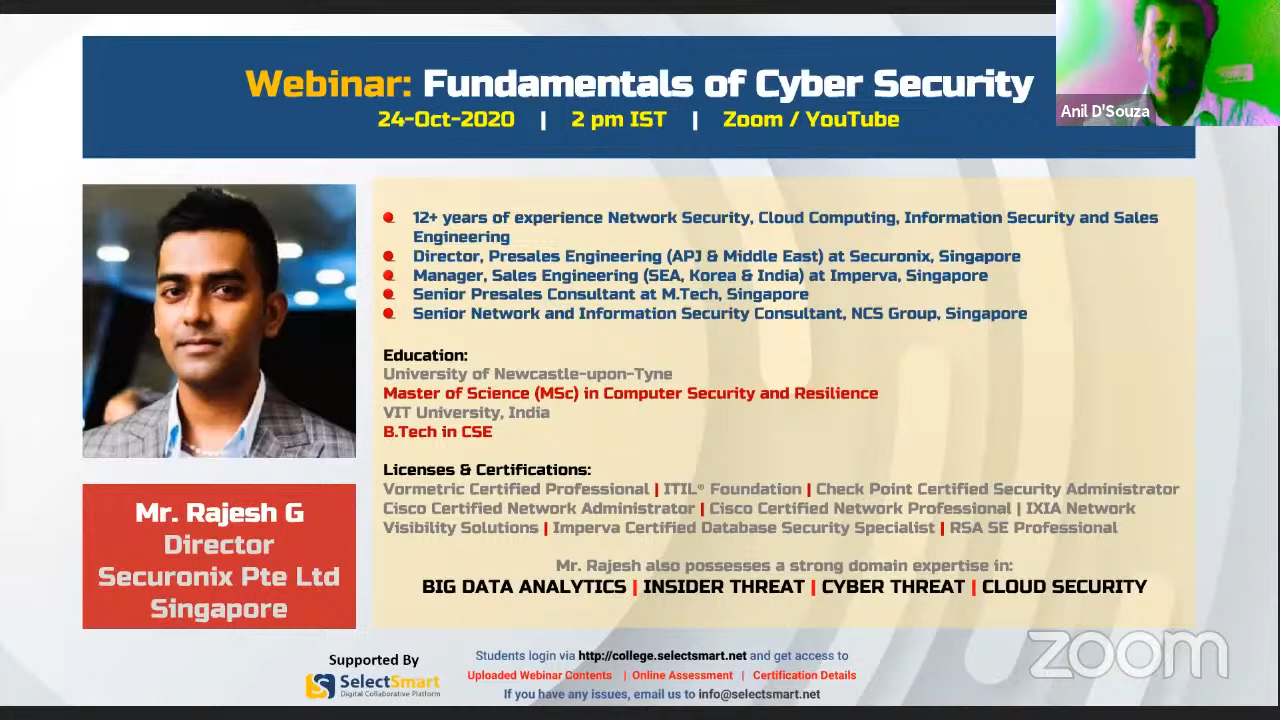 Webinar: Fundamentals of Cyber Security
24-Oct-2020 | 2 pm IST | Zoom / YouTube
Anil D'Souza
12+ years of experience Network Security, Cloud Computing, Information Security and Sales
Engineering
Director, Presales Engineering (APJ & Middle East) at Securonix, Singapore
Manager, Sales Engineering (SEA, Korea & India) at Imperva, Singapore
Senior Presales Consultant at M.Tech, Singapore
Senior Network and Information Security Consultant, NCS Group, Singapore
Education:
University of Newcastle-upon-Tyne
Master of Science (MSc) in Computer Security and Resilience
VIT University, India
B.Tech in CSE
Licenses & Certifications:
Vormetric Certified Professional | ITIL® Foundation | Check Point Certified Security Administrator
Cisco Certified Network Administrator | Cisco Certified Network Professional | IXIA Network
Visibility Solutions | Imperva Certified Database Security Specialist | RSA SE Professional
Mr. Rajesh also possesses a strong domain expertise in:
BIG DATA ANALYTICS | INSIDER THREAT | CYBER THREAT | CLOUD SECURITY
Mr. Rajesh G
Director
Securonix Pte Ltd
Singapore
Supported By
SelectSmart
Digital Collaborative Platform
Students login via http://college.selectsmart.net and get access to
Uploaded Webinar Contents | Online Assessment | Certification Details
If you have any issues, email us to info@selectsmart.net
zoom